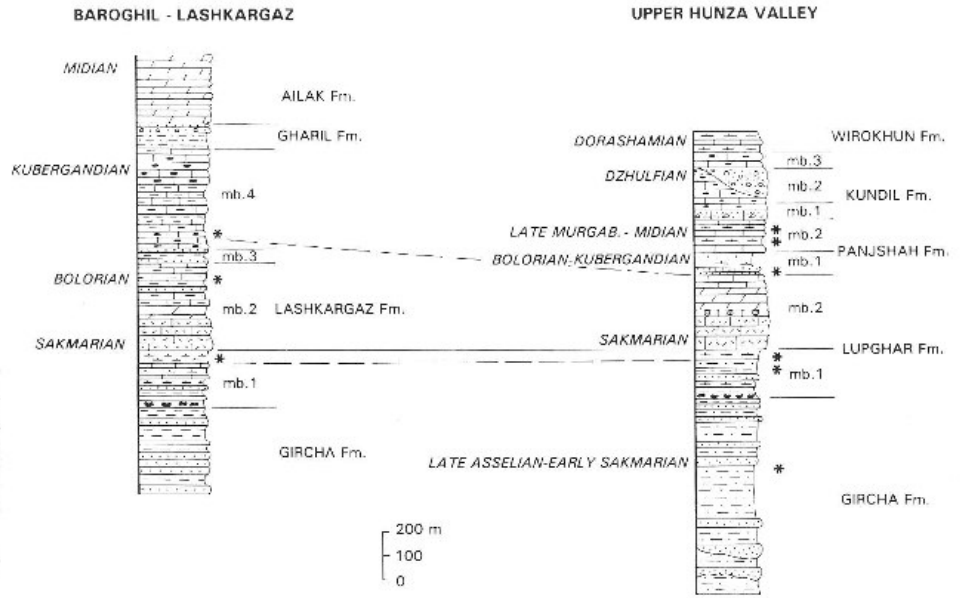 BAROGHIL - LASHKARGAZ
MIDIAN
AILAK Fm.
GHARIL Fm.
KUBERGANDIAN
mb.4
*
mb.3
BOLORIAN
*
mb.2 LASHKARGAZ Fm.
SAKMARIAN
*
mb.1
GIRCHA Fm.
200 m
100
0
UPPER HUNZA VALLEY
DORASHAMIAN
WIROKHUN Fm.
mb.3
DZHULFIAN
mb.2
KUNDIL Fm.
mb.1
LATE MURGAB. - MIDIAN
*
*
mb.2
PANJSHAH Fm.
BOLORIAN-KUBERGANDIAN
mb.1
*
mb.2
SAKMARIAN
LUPGHAR Fm.
*
*
mb.1
LATE ASSELIAN-EARLY SAKMARIAN
*
GIRCHA Fm.